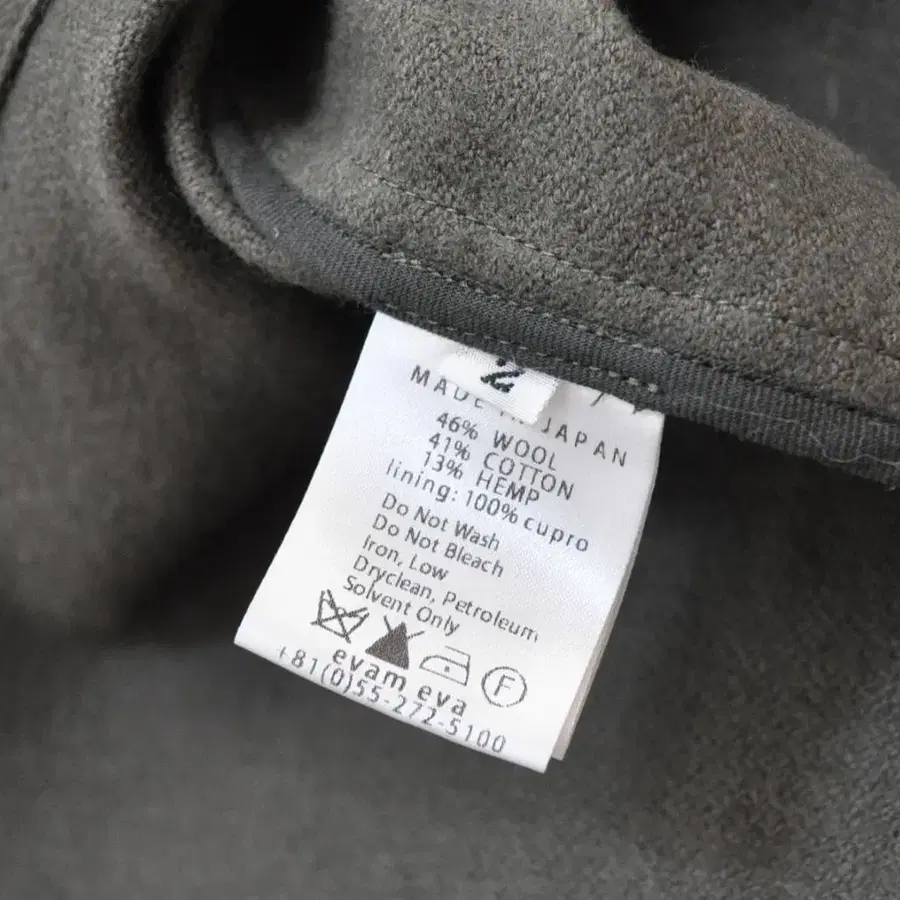 2
MADE IN JAPAN
46% WOOL
41% COTTON
13% HEMP
lining: 100% cupro
Do Not Wash
Do Not Bleach
Iron, Low
Dryclean, Petroleum
Solvent Only
F
evam eva
+81(0)55-272-5100